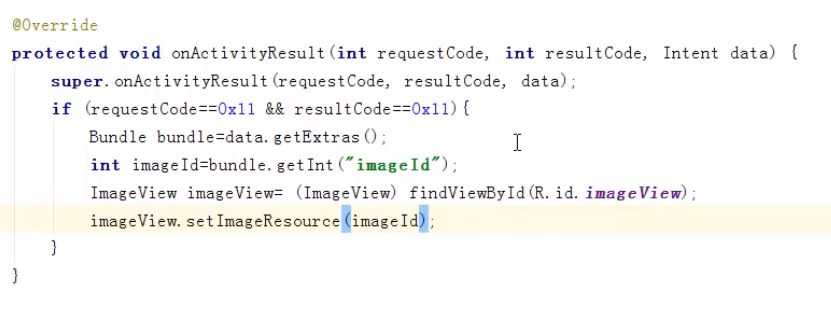 @Override
protected void onActivityResult(int requestCode, int resultCode, Intent data) {
    super.onActivityResult(requestCode, resultCode, data);
    if (requestCode==0x11 && resultCode==0x11){
        Bundle bundle=data.getExtras();
        int imageId=bundle.getInt("imageId");
        ImageView imageView= (ImageView) findViewById(R.id.imageView);
        imageView.setImageResource(imageId);
    }
}